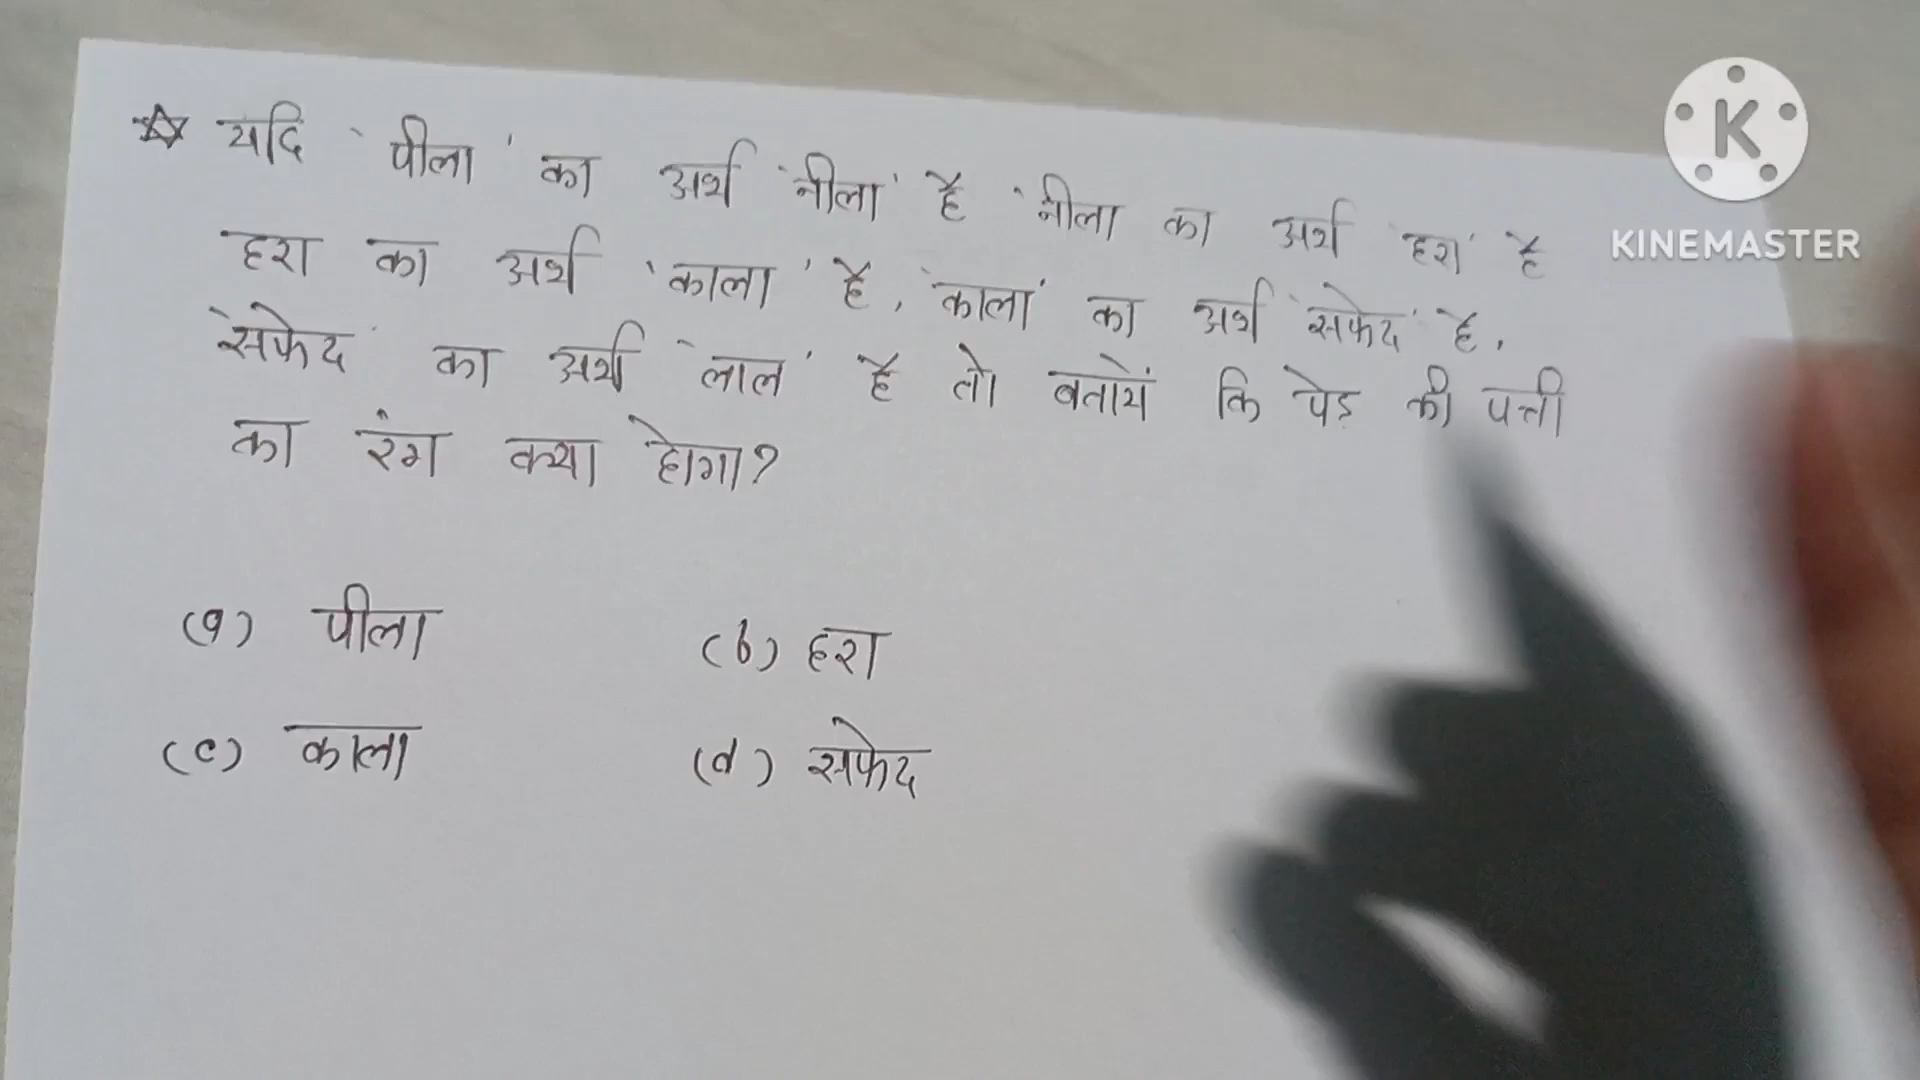 ☆ यदि 'पीला' का अर्थ 'नीला' है 'नीला का अर्थ 'हरा' है
हरा का अर्थ 'काला' है, 'काला' का अर्थ 'सफेद' है,
'सफेद' का अर्थ 'लाल' है तो बतायें कि पेड़ की पत्ती
का रंग क्या होगा?
(a) पीला (b) हरा
(c) काला (d) सफेद
K
KINEMASTER